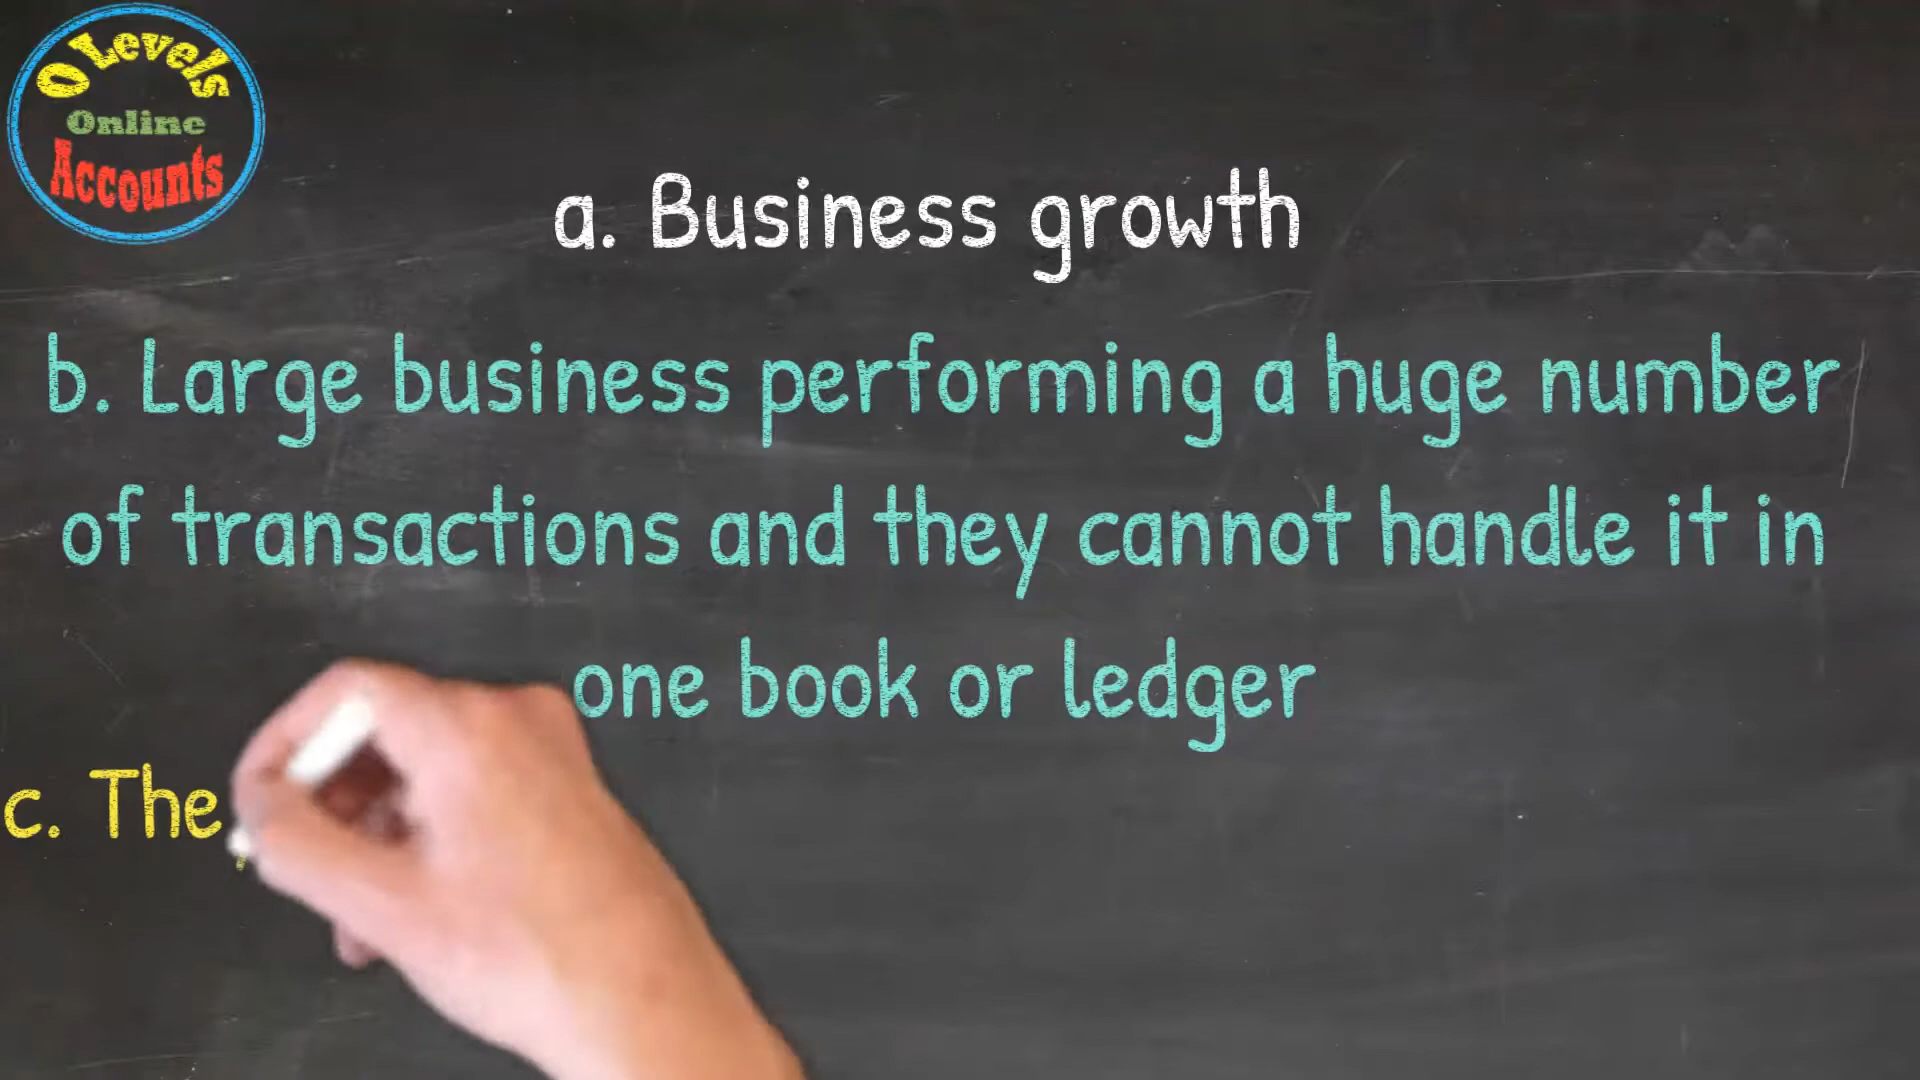 O Levels
Online
Accounts
a. Business growth
b. Large business performing a huge number
of transactions and they cannot handle it in
one book or ledger
c. The